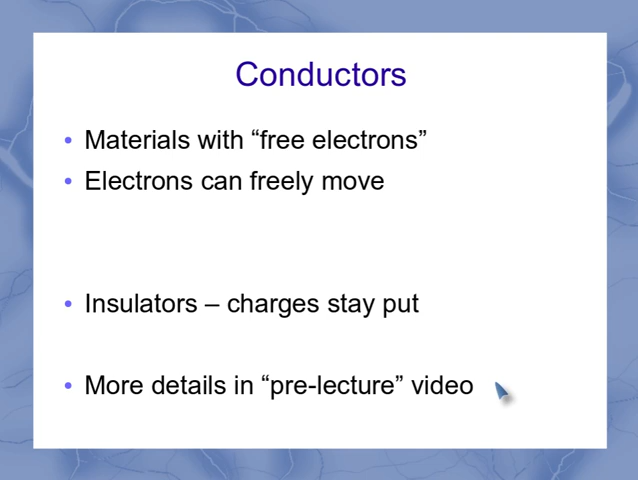 Conductors
Materials with “free electrons”
Electrons can freely move
Insulators – charges stay put
More details in “pre-lecture” video